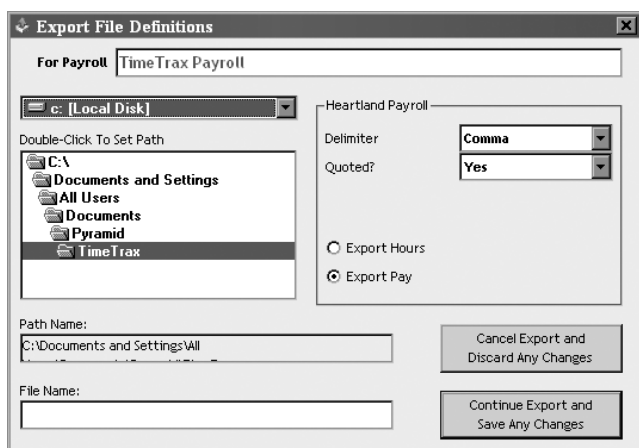 Export File Definitions
For Payroll TimeTrax Payroll
c: [Local Disk]
Double-Click To Set Path
C:\
Documents and Settings
All Users
Documents
Pyramid
TimeTrax
Heartland Payroll
Delimiter Comma
Quoted? Yes
Export Hours
Export Pay
Path Name:
C:\Documents and Settings\All
File Name:
Cancel Export and
Discard Any Changes
Continue Export and
Save Any Changes